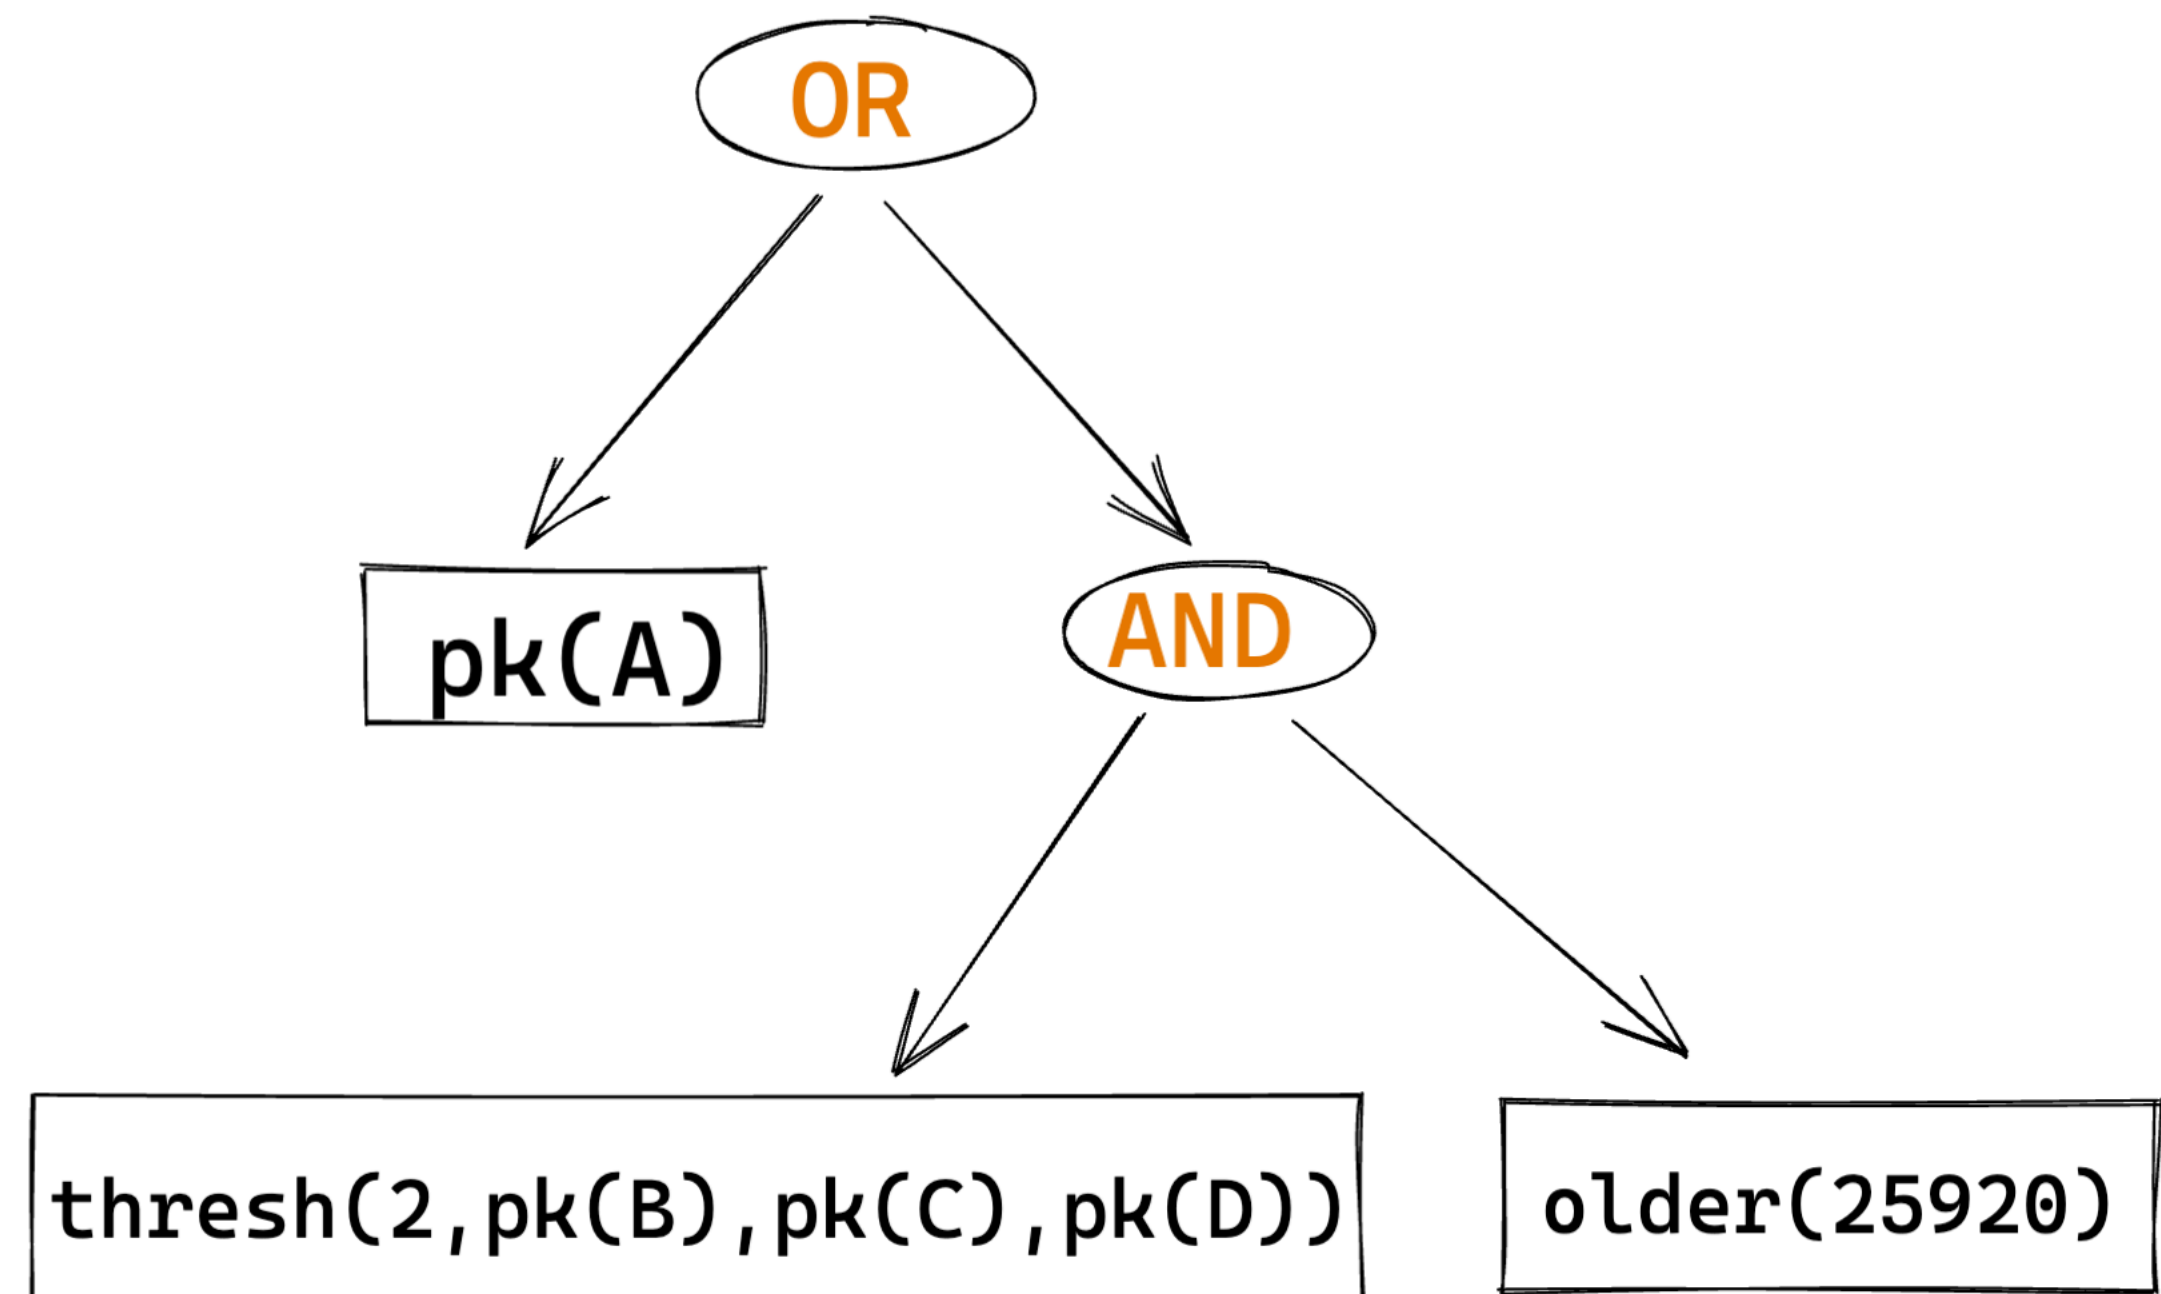 OR
pk(A)
AND
thresh(2,pk(B),pk(C),pk(D))
older(25920)